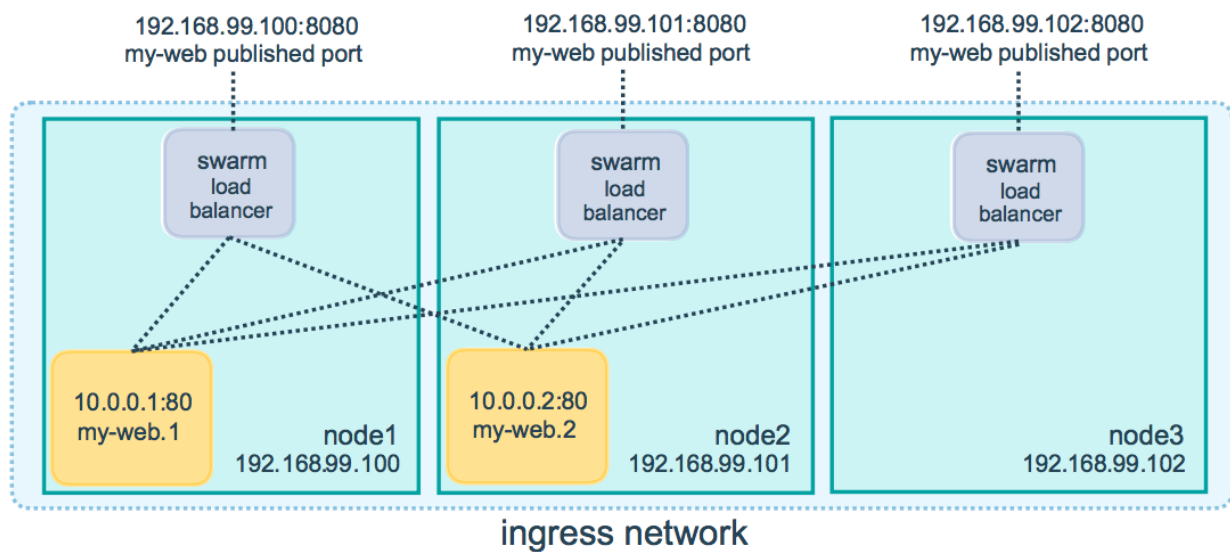 192.168.99.100:8080
my-web published port
192.168.99.101:8080
my-web published port
192.168.99.102:8080
my-web published port
swarm
load
balancer
swarm
load
balancer
swarm
load
balancer
10.0.0.1:80
my-web.1
node1
192.168.99.100
10.0.0.2:80
my-web.2
node2
192.168.99.101
node3
192.168.99.102
ingress network